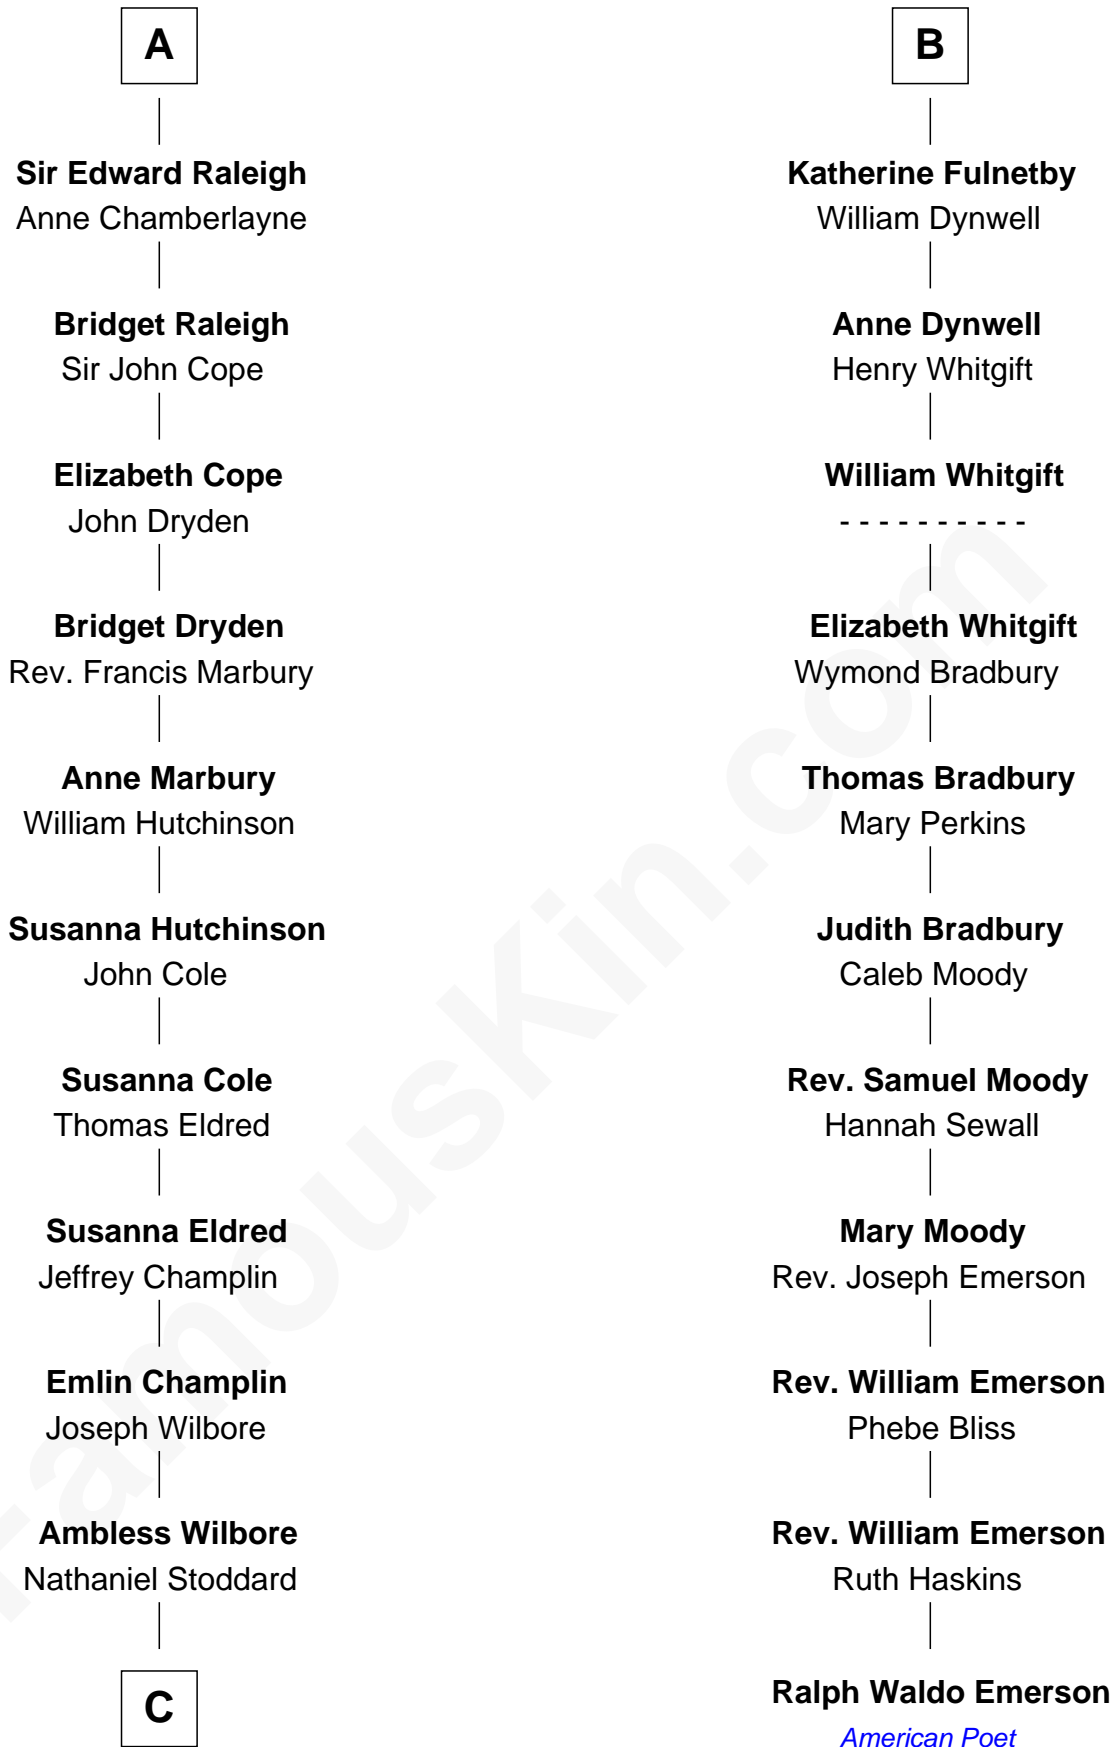 A
Sir Edward Raleigh
Anne Chamberlayne
Bridget Raleigh
Sir John Cope
Elizabeth Cope
John Dryden
Bridget Dryden
Rev. Francis Marbury
Anne Marbury
William Hutchinson
Susanna Hutchinson
John Cole
Susanna Cole
Thomas Eldred
Susanna Eldred
Jeffrey Champlin
Emlin Champlin
Joseph Wilbore
Ambless Wilbore
Nathaniel Stoddard
C
B
Katherine Fulnetby
William Dynwell
Anne Dynwell
Henry Whitgift
William Whitgift
- - - - - - - - - -
Elizabeth Whitgift
Wymond Bradbury
Thomas Bradbury
Mary Perkins
Judith Bradbury
Caleb Moody
Rev. Samuel Moody
Hannah Sewall
Mary Moody
Rev. Joseph Emerson
Rev. William Emerson
Phebe Bliss
Rev. William Emerson
Ruth Haskins
Ralph Waldo Emerson
American Poet
FamousKin.com